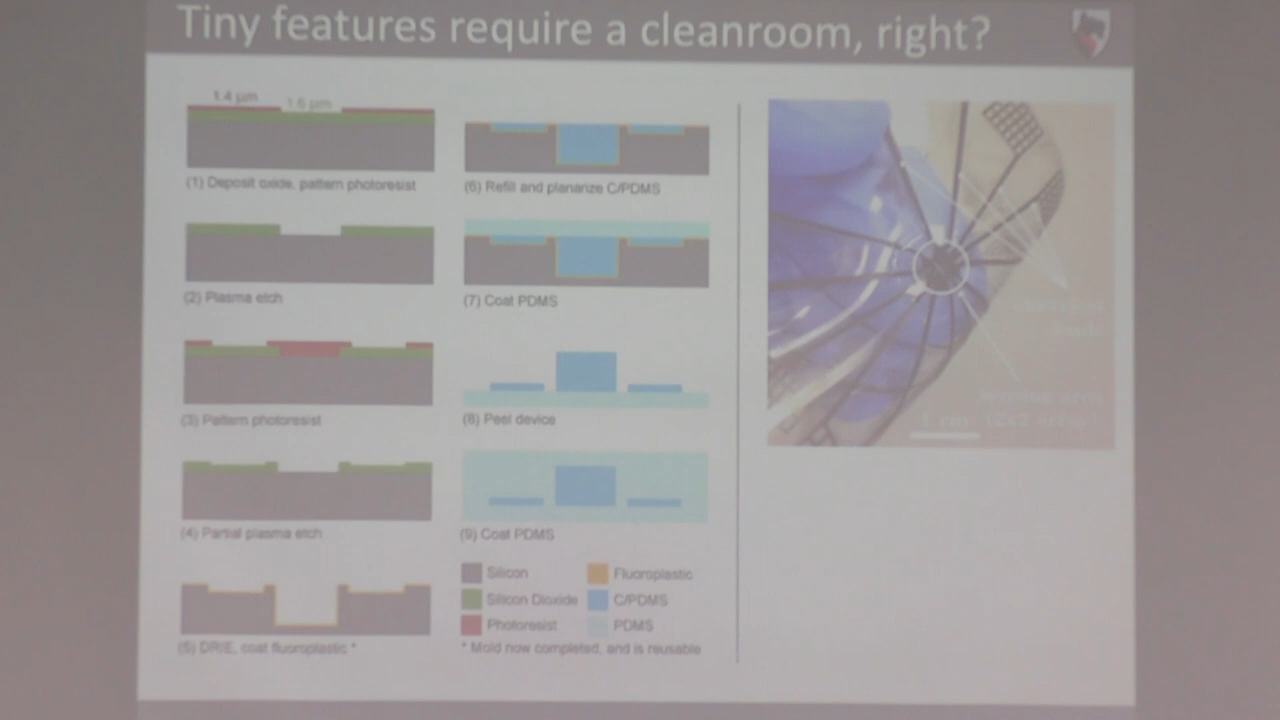 Tiny features require a cleanroom, right?
1.4 µm
1.6 µm
(1) Deposit oxide, pattern photoresist
(2) Plasma etch
(3) Pattern photoresist
(4) Partial plasma etch
(5) DRIE, coat fluoroplastic *
(6) Refill and planarize C/PDMS
(7) Coat PDMS
(8) Peel device
(9) Coat PDMS
Silicon
Fluoroplastic
Silicon Dioxide
C/PDMS
Photoresist
PDMS
* Mold now completed, and is reusable
1 cm